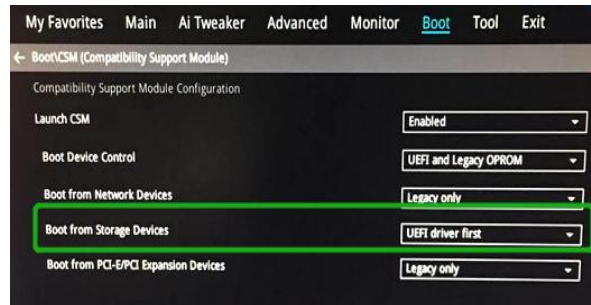 My Favorites Main Ai Tweaker Advanced Monitor Boot Tool Exit
← Boot\CSM (Compatibility Support Module)
Compatibility Support Module Configuration
Launch CSM Enabled
Boot Device Control UEFI and Legacy OPROM
Boot from Network Devices Legacy only
Boot from Storage Devices UEFI driver first
Boot from PCI-E/PCI Expansion Devices Legacy only